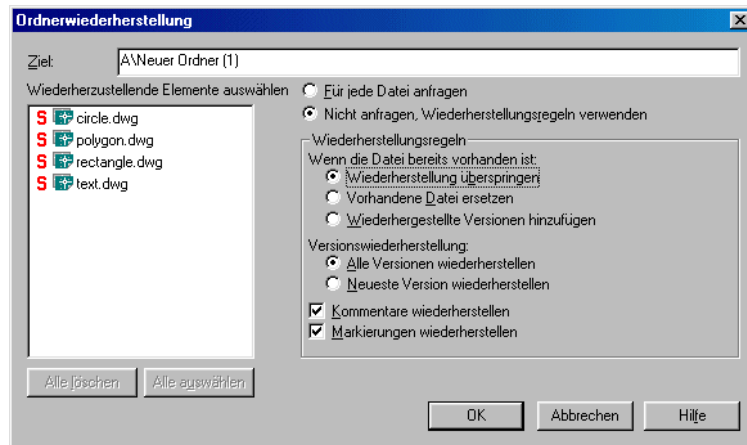 Ordnerwiederherstellung
Ziel:
A\Neuer Ordner (1)
Wiederherzustellende Elemente auswählen
S circle.dwg
S polygon.dwg
S rectangle.dwg
S text.dwg
Alle löschen
Alle auswählen
Für jede Datei anfragen
Nicht anfragen, Wiederherstellungsregeln verwenden
Wiederherstellungsregeln
Wenn die Datei bereits vorhanden ist:
Wiederherstellung überspringen
Vorhandene Datei ersetzen
Wiederhergestellte Versionen hinzufügen
Versionswiederherstellung:
Alle Versionen wiederherstellen
Neueste Version wiederherstellen
Kommentare wiederherstellen
Markierungen wiederherstellen
OK
Abbrechen
Hilfe